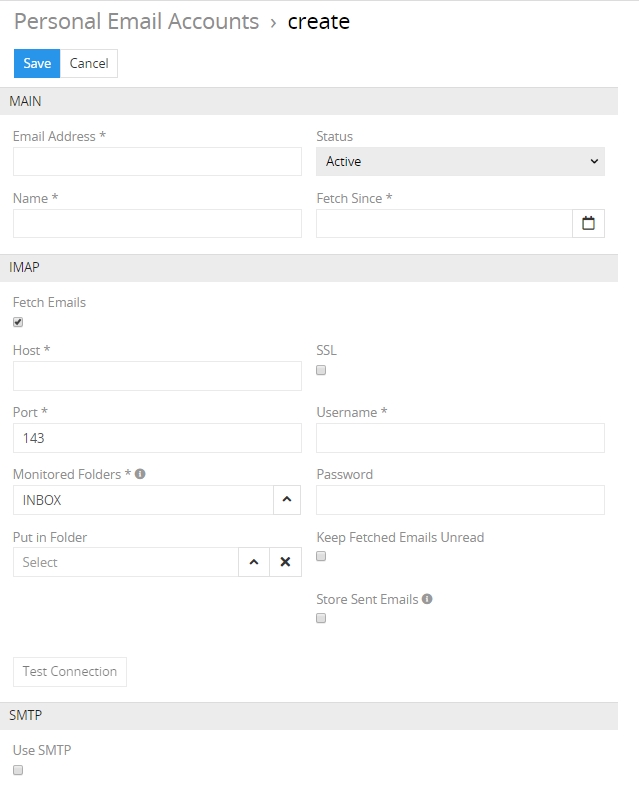 Personal Email Accounts › create
Save Cancel
MAIN
Email Address * Status
Active
Name * Fetch Since *
IMAP
Fetch Emails
Host * SSL
Port * Username *
143
Monitored Folders * Password
INBOX
Put in Folder Keep Fetched Emails Unread
Select
Store Sent Emails
Test Connection
SMTP
Use SMTP